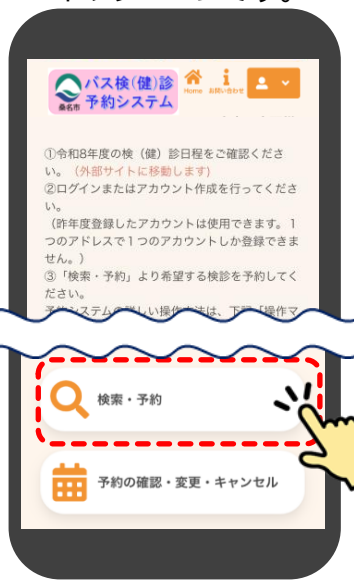 バス検(健)診
桑名市 予約システム
Home お問い合わせ
①令和8年度の検（健）診日程をご確認くださ
い。（外部サイトに移動します）
②ログインまたはアカウント作成を行ってくださ
い。
（昨年度登録したアカウントは使用できます。1
つのアドレスで1つのアカウントしか登録できま
せん。）
③「検索・予約」より希望する検診を予約してく
ださい。
検索・予約
予約の確認・変更・キャンセル